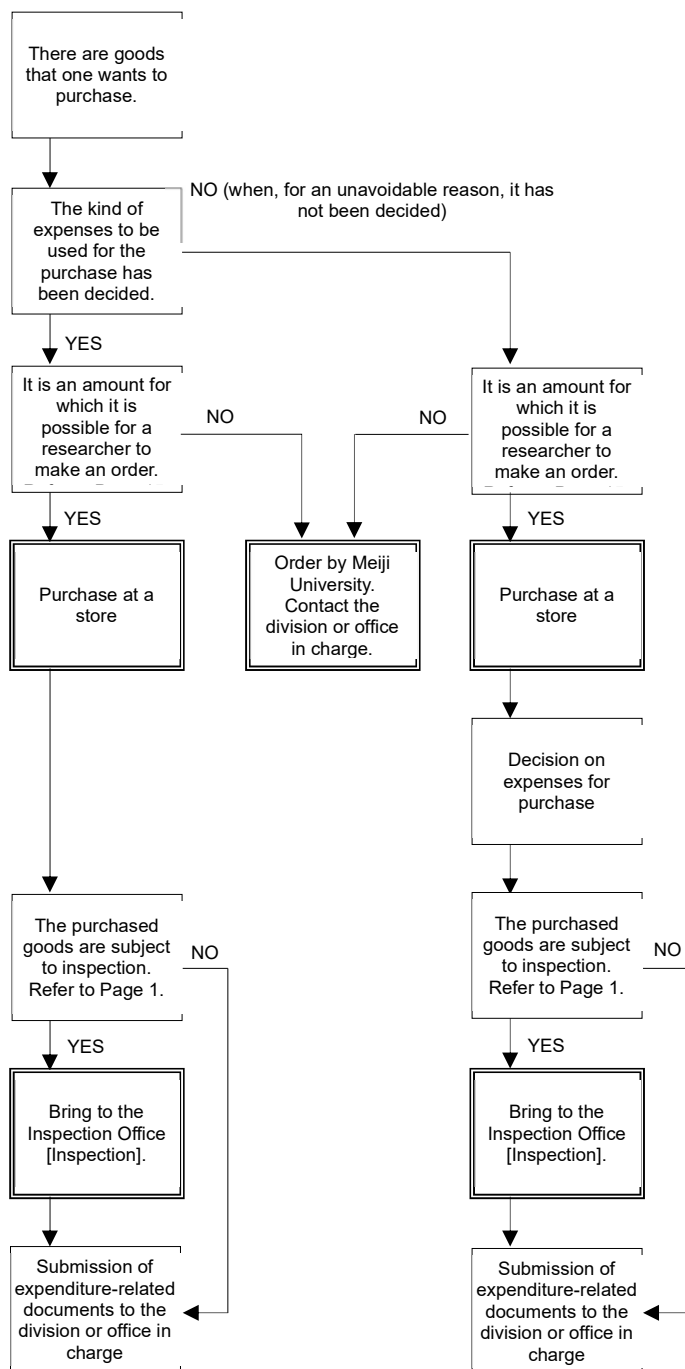 There are goods
that one wants to
purchase.
NO (when, for an unavoidable reason, it has
not been decided)
The kind of
expenses to be
used for the
purchase has
been decided.
YES
It is an amount for
which it is
possible for a
researcher to
make an order.
NO
NO
It is an amount for
which it is
possible for a
researcher to
make an order.
YES
YES
Purchase at a
store
Order by Meiji
University.
Contact the
division or office
in charge.
Purchase at a
store
Decision on
expenses for
purchase
The purchased
goods are subject
to inspection.
Refer to Page 1.
NO
The purchased
goods are subject
to inspection.
Refer to Page 1.
NO
YES
YES
Bring to the
Inspection Office
[Inspection].
Bring to the
Inspection Office
[Inspection].
Submission of
expenditure-related
documents to the
division or office in
charge
Submission of
expenditure-related
documents to the
division or office in
charge